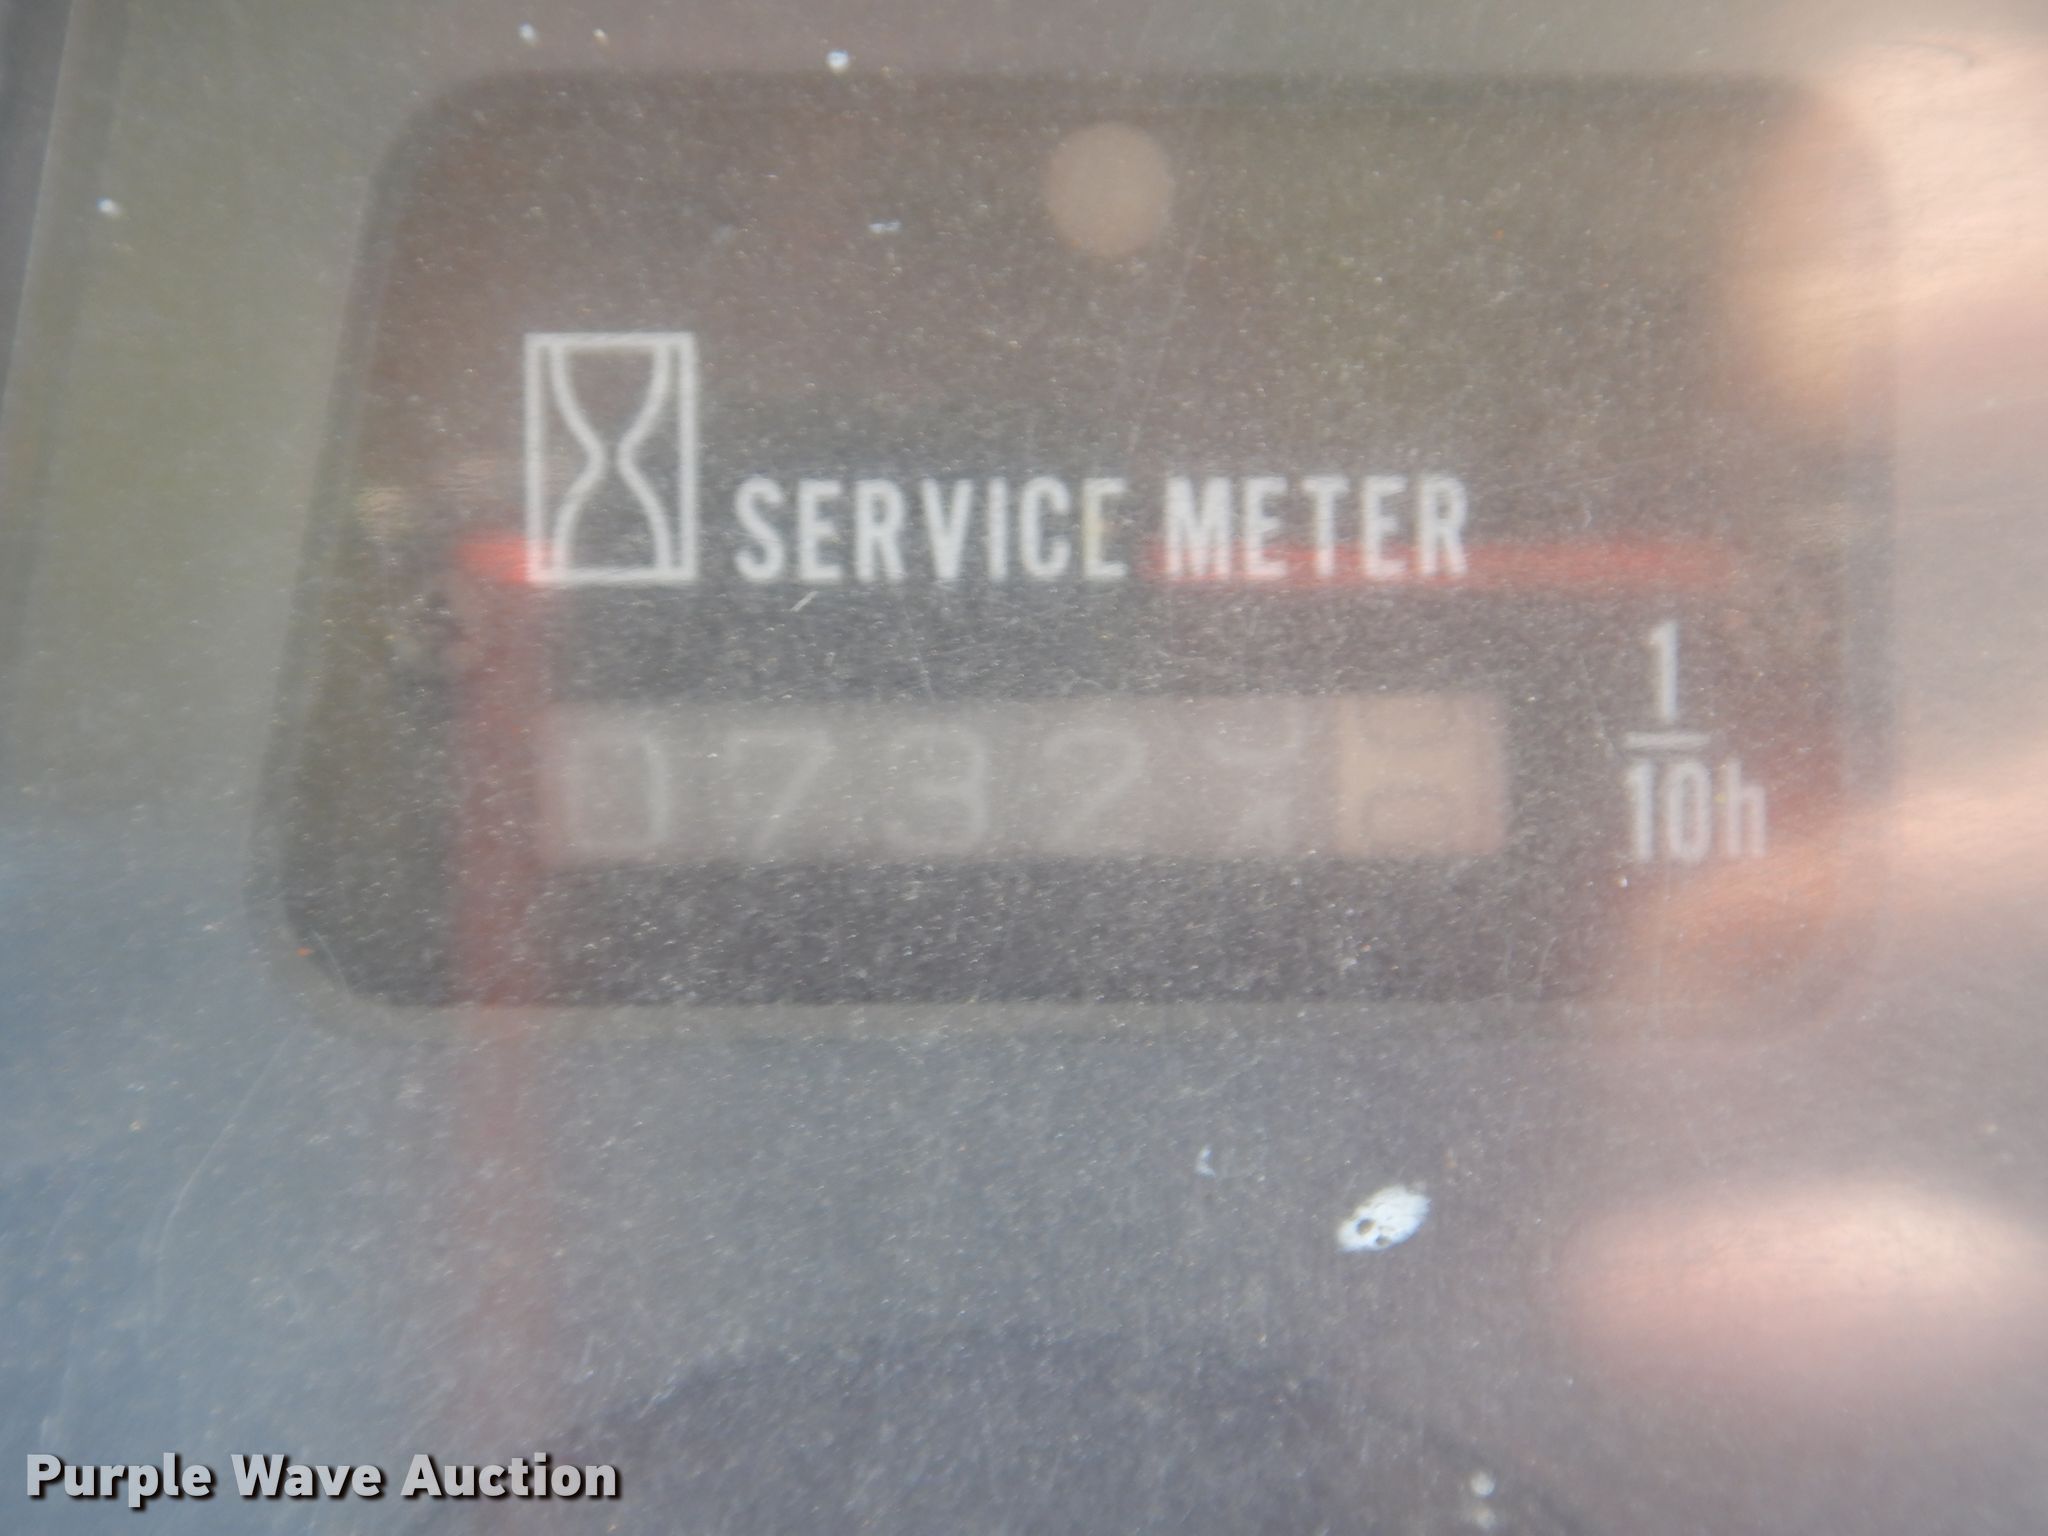 SERVICE METER
1
0732
10h
Purple Wave Auction